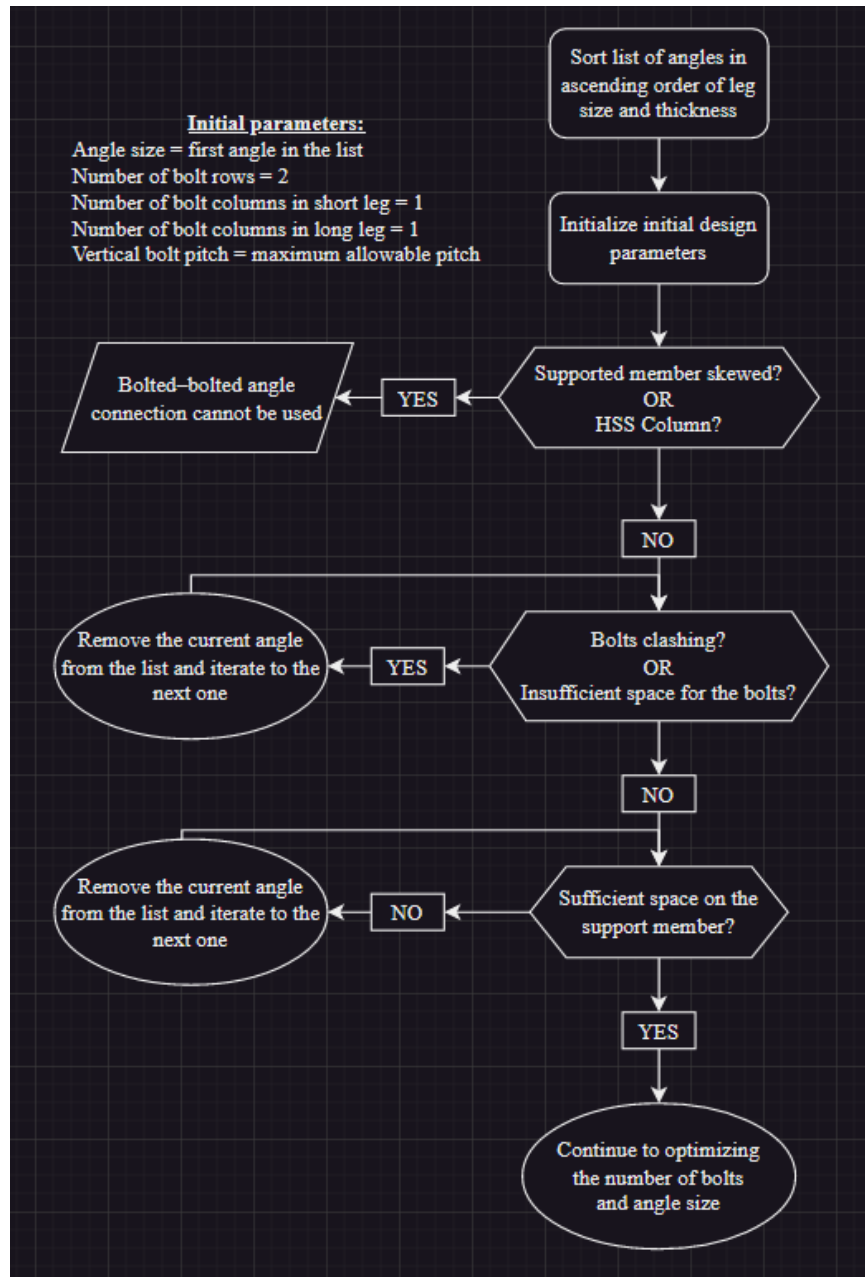 Sort list of angles in
ascending order of leg
size and thickness
Initial parameters:
Angle size = first angle in the list
Number of bolt rows = 2
Number of bolt columns in short leg = 1
Number of bolt columns in long leg = 1
Vertical bolt pitch = maximum allowable pitch
Initialize initial design
parameters
Supported member skewed?
OR
HSS Column?
YES
Bolted–bolted angle
connection cannot be used
NO
Bolts clashing?
OR
Insufficient space for the bolts?
YES
Remove the current angle
from the list and iterate to the
next one
NO
Sufficient space on the
support member?
NO
Remove the current angle
from the list and iterate to the
next one
YES
Continue to optimizing
the number of bolts
and angle size